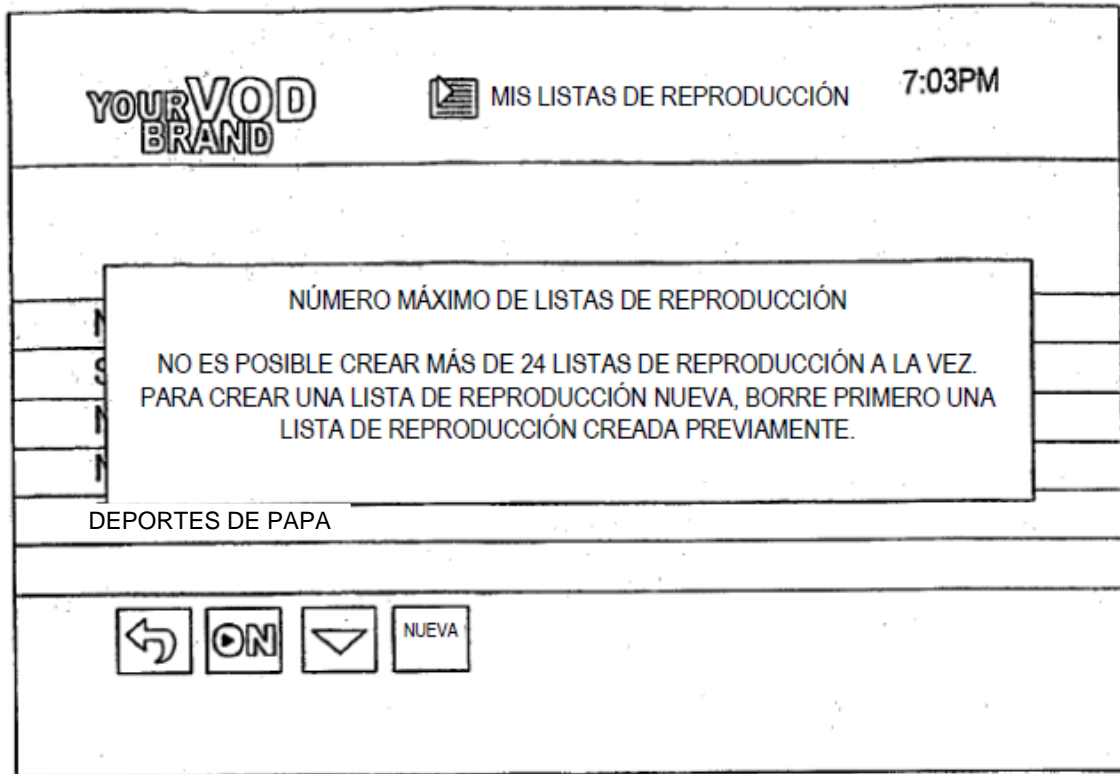 YOUR VOD
BRAND
MIS LISTAS DE REPRODUCCIÓN
7:03PM
NÚMERO MÁXIMO DE LISTAS DE REPRODUCCIÓN
NO ES POSIBLE CREAR MÁS DE 24 LISTAS DE REPRODUCCIÓN A LA VEZ.
PARA CREAR UNA LISTA DE REPRODUCCIÓN NUEVA, BORRE PRIMERO UNA
LISTA DE REPRODUCCIÓN CREADA PREVIAMENTE.
DEPORTES DE PAPA
ON
NUEVA